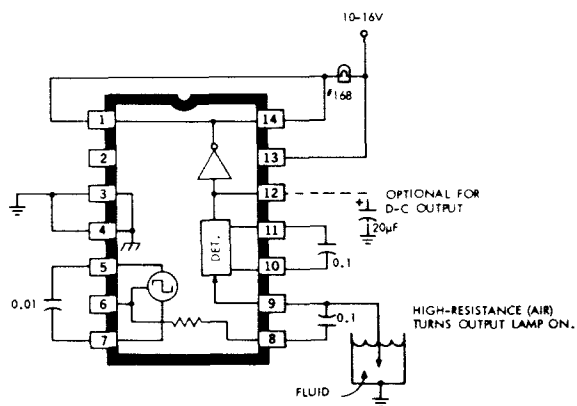 10-16V
#168
1
14
2
13
3
12
OPTIONAL FOR
D-C OUTPUT
+
20μF
4
11
DET.
0.1
5
10
0.01
6
9
HIGH-RESISTANCE (AIR)
TURNS OUTPUT LAMP ON.
0.1
7
8
FLUID